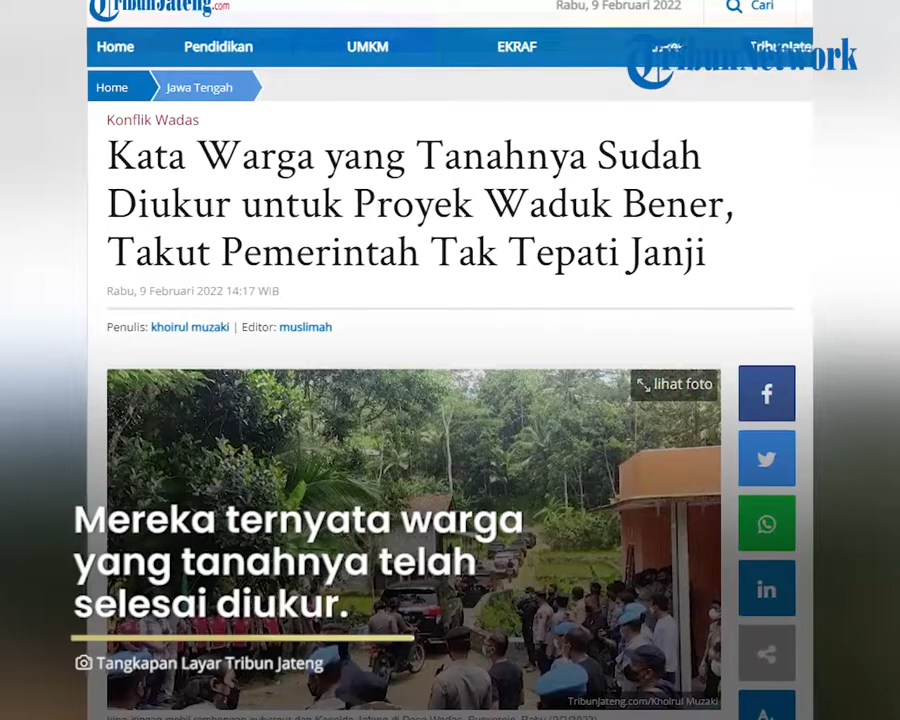 TribunJateng.com
Rabu, 9 Februari 2022
Cari
Home
Pendidikan
UMKM
EKRAF
TribunJate
TribunNetwork
Home
Jawa Tengah
Konflik Wadas
Kata Warga yang Tanahnya Sudah
Diukur untuk Proyek Waduk Bener,
Takut Pemerintah Tak Tepati Janji
Rabu, 9 Februari 2022 14:17 WIB
Penulis: khoirul muzaki | Editor: muslimah
lihat foto
Mereka ternyata warga
yang tanahnya telah
selesai diukur.
Tangkapan Layar Tribun Jateng
TribunJateng.com/Khoirul Muzaki